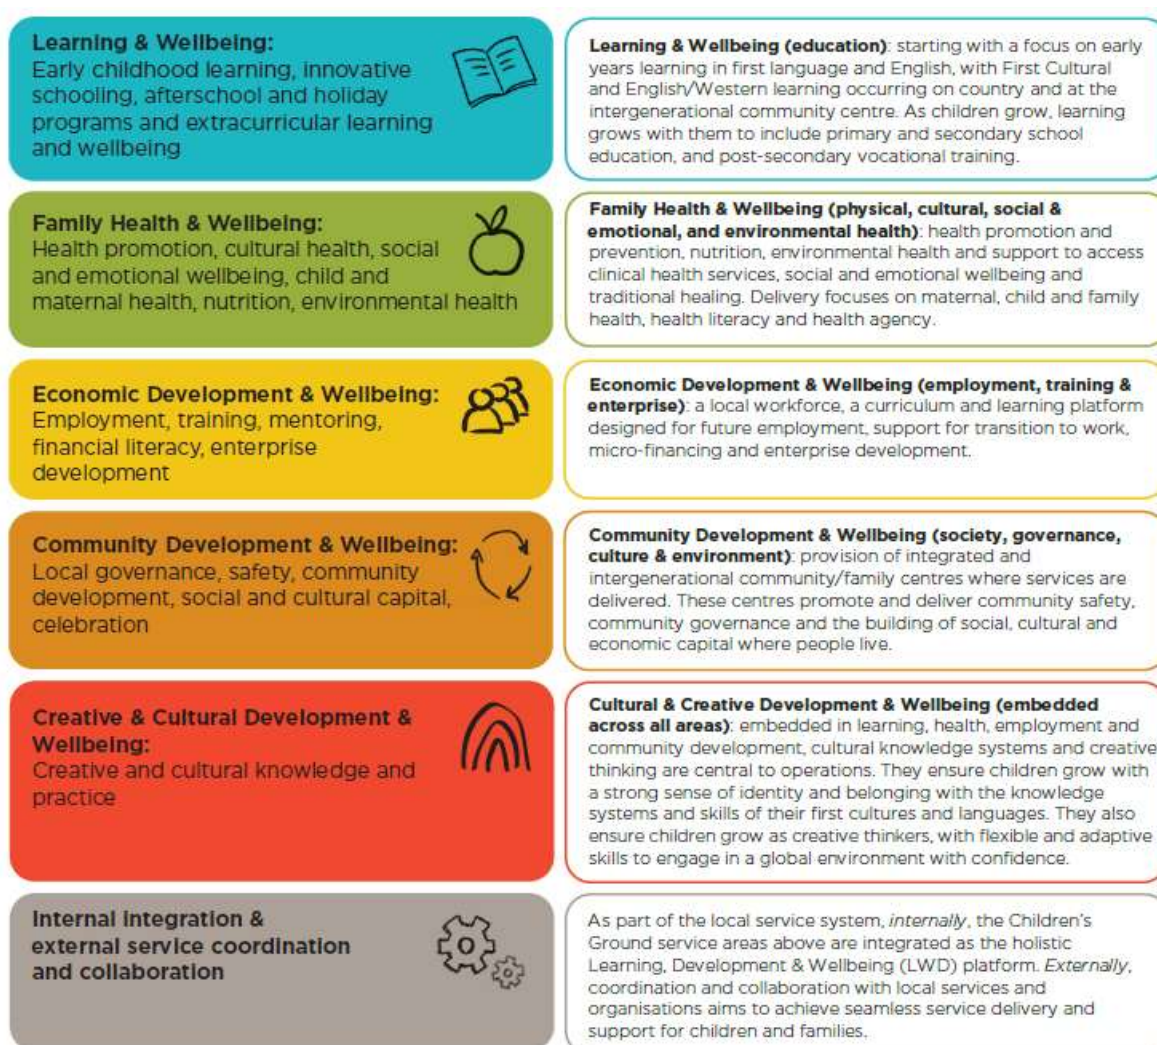 Learning & Wellbeing:
Early childhood learning, innovative
schooling, afterschool and holiday
programs and extracurricular learning
and wellbeing
Learning & Wellbeing (education): starting with a focus on early
years learning in first language and English, with First Cultural
and English/Western learning occurring on country and at the
intergenerational community centre. As children grow, learning
grows with them to include primary and secondary school
education, and post-secondary vocational training.
Family Health & Wellbeing:
Health promotion, cultural health, social
and emotional wellbeing, child and
maternal health, nutrition, environmental health
Family Health & Wellbeing (physical, cultural, social &
emotional, and environmental health): health promotion and
prevention, nutrition, environmental health and support to access
clinical health services, social and emotional wellbeing and
traditional healing. Delivery focuses on maternal, child and family
health, health literacy and health agency.
Economic Development & Wellbeing:
Employment, training, mentoring,
financial literacy, enterprise
development
Economic Development & Wellbeing (employment, training &
enterprise): a local workforce, a curriculum and learning platform
designed for future employment, support for transition to work,
micro-financing and enterprise development.
Community Development & Wellbeing:
Local governance, safety, community
development, social and cultural capital,
celebration
Community Development & Wellbeing (society, governance,
culture & environment): provision of integrated and
intergenerational community/family centres where services are
delivered. These centres promote and deliver community safety,
community governance and the building of social, cultural and
economic capital where people live.
Creative & Cultural Development &
Wellbeing:
Creative and cultural knowledge and
practice
Cultural & Creative Development & Wellbeing (embedded
across all areas): embedded in learning, health, employment and
community development, cultural knowledge systems and creative
thinking are central to operations. They ensure children grow with
a strong sense of identity and belonging with the knowledge
systems and skills of their first cultures and languages. They also
ensure children grow as creative thinkers, with flexible and adaptive
skills to engage in a global environment with confidence.
Internal integration &
external service coordination
and collaboration
As part of the local service system, internally, the Children's
Ground service areas above are integrated as the holistic
Learning, Development & Wellbeing (LWD) platform. Externally,
coordination and collaboration with local services and
organisations aims to achieve seamless service delivery and
support for children and families.